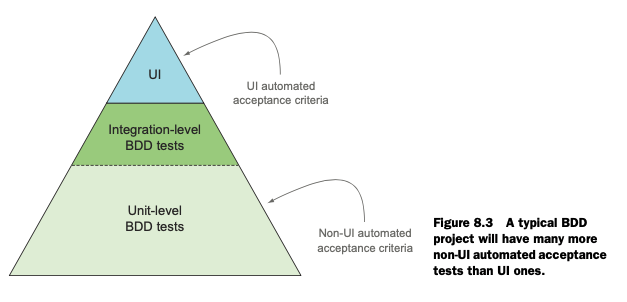 UI
UI automated
acceptance criteria
Integration-level
BDD tests
Unit-level
BDD tests
Non-UI automated
acceptance criteria
Figure 8.3 A typical BDD
project will have many more
non-UI automated acceptance
tests than UI ones.